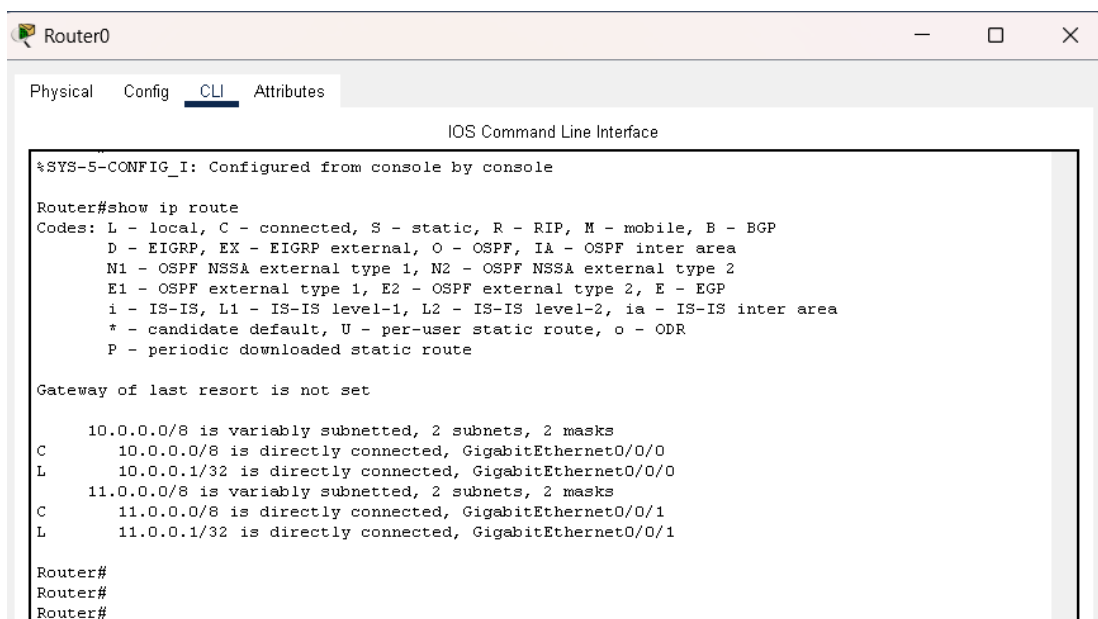 Router0
Physical Config CLI Attributes
IOS Command Line Interface
%SYS-5-CONFIG_I: Configured from console by console
Router#show ip route
Codes: L - local, C - connected, S - static, R - RIP, M - mobile, B - BGP
D - EIGRP, EX - EIGRP external, O - OSPF, IA - OSPF inter area
N1 - OSPF NSSA external type 1, N2 - OSPF NSSA external type 2
E1 - OSPF external type 1, E2 - OSPF external type 2, E - EGP
i - IS-IS, L1 - IS-IS level-1, L2 - IS-IS level-2, ia - IS-IS inter area
* - candidate default, U - per-user static route, o - ODR
P - periodic downloaded static route
Gateway of last resort is not set
10.0.0.0/8 is variably subnetted, 2 subnets, 2 masks
C 10.0.0.0/8 is directly connected, GigabitEthernet0/0/0
L 10.0.0.1/32 is directly connected, GigabitEthernet0/0/0
11.0.0.0/8 is variably subnetted, 2 subnets, 2 masks
C 11.0.0.0/8 is directly connected, GigabitEthernet0/0/1
L 11.0.0.1/32 is directly connected, GigabitEthernet0/0/1
Router#
Router#
Router#